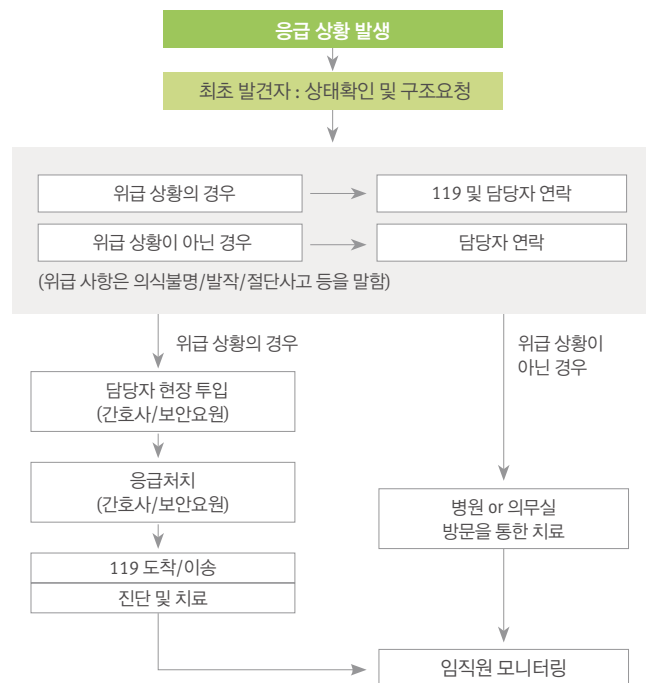 응급 상황 발생
최초 발견자 : 상태확인 및 구조요청
위급 상황의 경우
119 및 담당자 연락
위급 상황이 아닌 경우
담당자 연락
(위급 사항은 의식불명/발작/절단사고 등을 말함)
위급 상황의 경우
담당자 현장 투입
(간호사/보안요원)
응급처치
(간호사/보안요원)
119 도착/이송
진단 및 치료
위급 상황이
아닌 경우
병원 or 의무실
방문을 통한 치료
임직원 모니터링